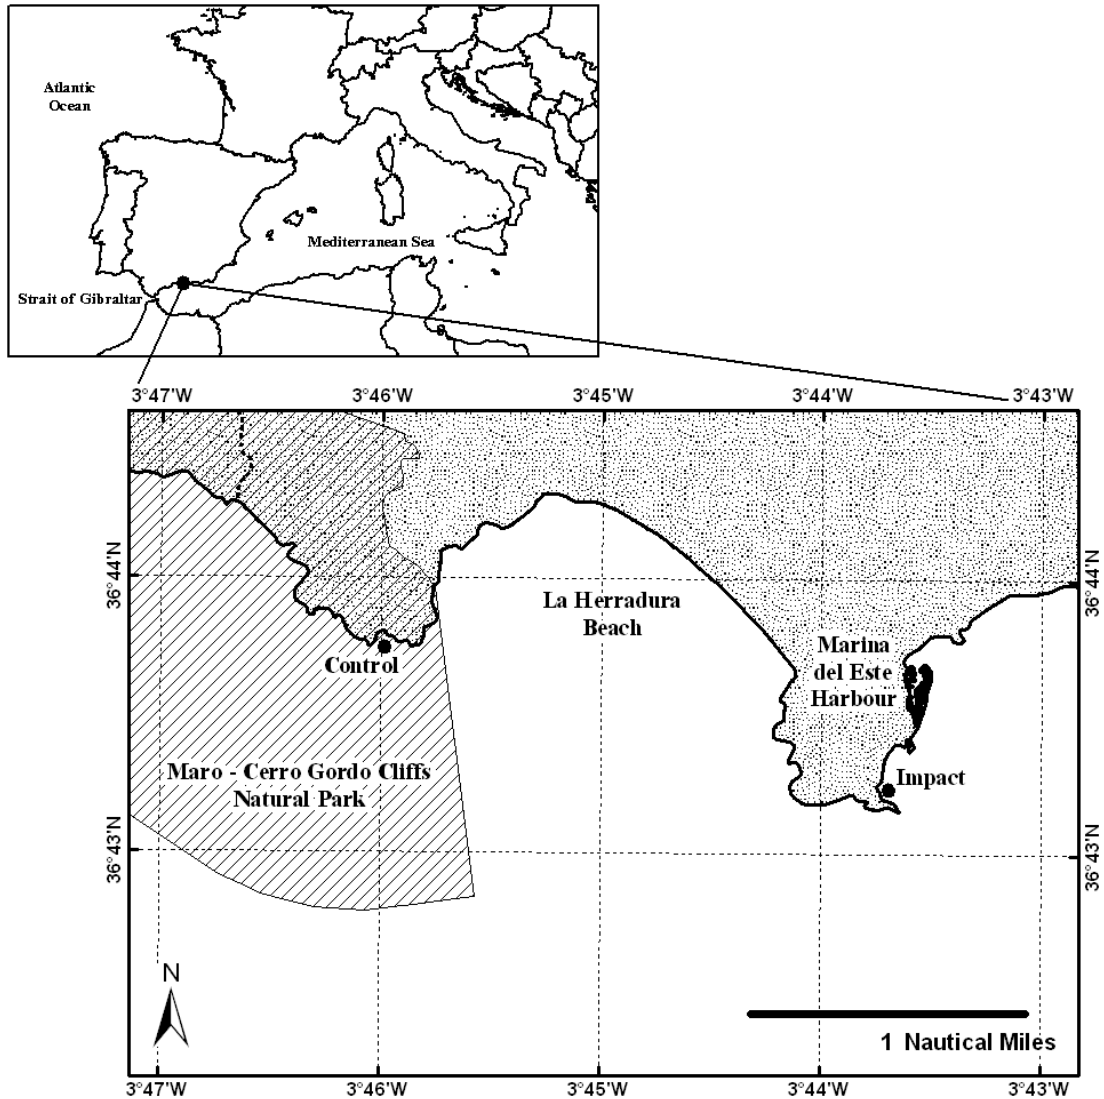 Atlantic
Ocean
Mediterranean Sea
Strait of Gibraltar
3°47'W 3°46'W 3°45'W 3°44'W 3°43'W
36°44'N
36°44'N
La Herradura
Beach
Control
Marina
del Este
Harbour
Maro - Cerro Gordo Cliffs
Natural Park
Impact
36°43'N
36°43'N
N
1 Nautical Miles
3°47'W 3°46'W 3°45'W 3°44'W 3°43'W